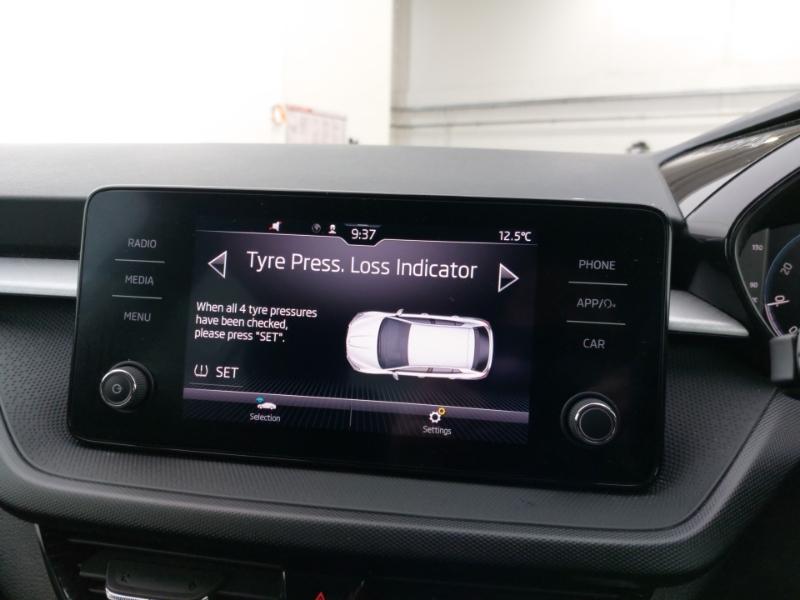 9:37
12.5°C
Tyre Press. Loss Indicator
When all 4 tyre pressures
have been checked,
please press "SET".
SET
Selection
Settings
RADIO
MEDIA
MENU
PHONE
APP/
CAR
20